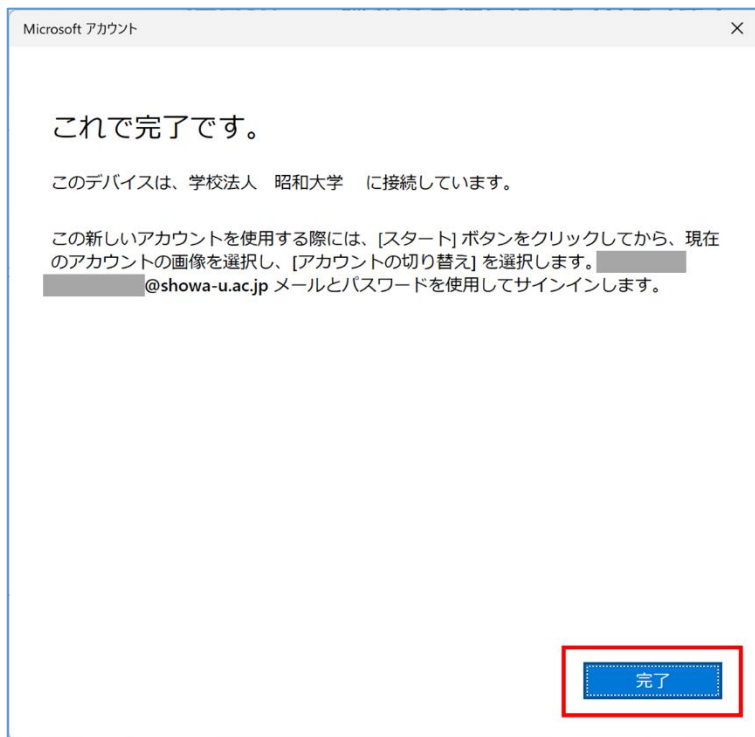 Microsoft アカウント
これで完了です。
このデバイスは、学校法人　昭和大学　 に接続しています。
この新しいアカウントを使用する際には、[スタート] ボタンをクリックしてから、現在
のアカウントの画像を選択し、[アカウントの切り替え] を選択します。
@showa-u.ac.jp メールとパスワードを使用してサインインします。
完了